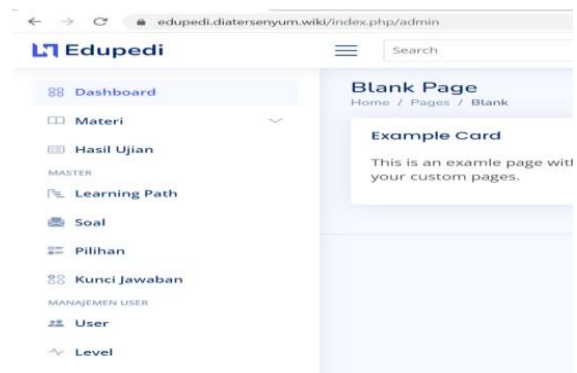 edupedi.diatersenyum.wiki/index.php/admin
Edupedi
Search
Dashboard
Materi
Hasil Ujian
MASTER
Learning Path
Soal
Pilihan
Kunci Jawaban
MANAJEMEN USER
User
Level
Blank Page
Home / Pages / Blank
Example Card
This is an examle page with
your custom pages.